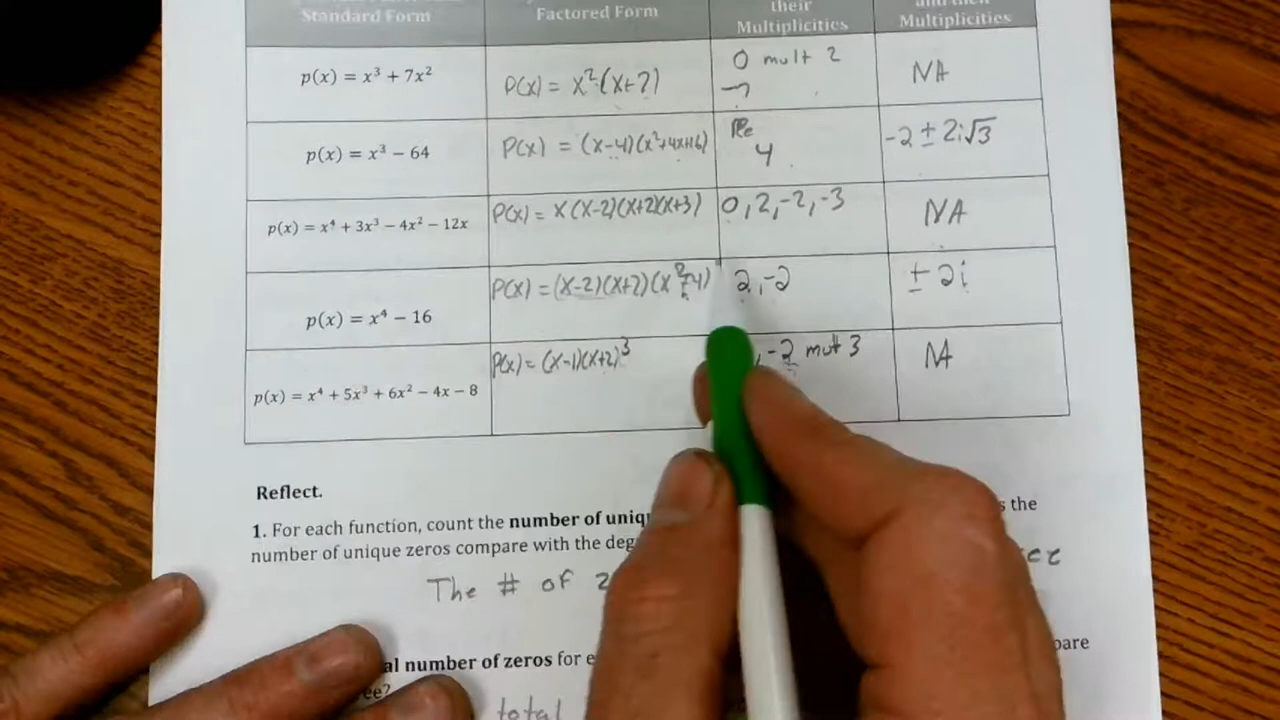 Standard Form
Factored Form
their
Multiplicities
and their
Multiplicities
p(x) = x³ + 7x²
P(x) = x²(x+7)
0 mult 2
-7
NA
p(x) = x³ − 64
P(x) = (x-4)(x²+4x+16)
Re
4
-2 ± 2i√3
p(x) = x⁴ + 3x³ − 4x² − 12x
P(x) = x(x-2)(x+2)(x+3)
0, 2, -2, -3
NA
p(x) = x⁴ − 16
P(x) = (x-2)(x+2)(x²+4)
2, -2
± 2i
p(x) = x⁴ + 5x³ + 6x² − 4x − 8
P(x) = (x-1)(x+2)³
, -2 mult 3
NA
Reflect.
1. For each function, count the number of uniq s the
number of unique zeros compare with the deg
The # of
al number of zeros for e pare
ee?
total